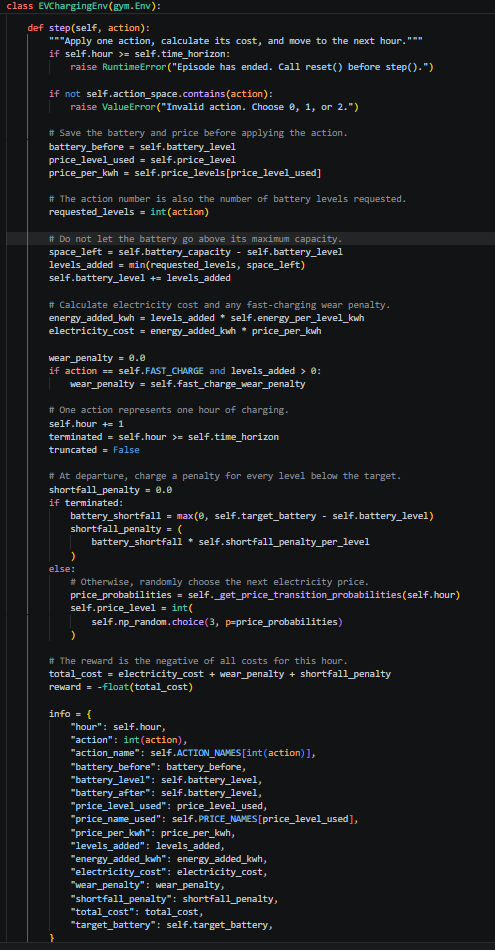 class EVChargingEnv(gym.Env):
    def step(self, action):
        """Apply one action, calculate its cost, and move to the next hour."""
        if self.hour >= self.time_horizon:
            raise RuntimeError("Episode has ended. Call reset() before step().")

        if not self.action_space.contains(action):
            raise ValueError("Invalid action. Choose 0, 1, or 2.")

        # Save the battery and price before applying the action.
        battery_before = self.battery_level
        price_level_used = self.price_level
        price_per_kwh = self.price_levels[price_level_used]

        # The action number is also the number of battery levels requested.
        requested_levels = int(action)

        # Do not let the battery go above its maximum capacity.
        space_left = self.battery_capacity - self.battery_level
        levels_added = min(requested_levels, space_left)
        self.battery_level += levels_added

        # Calculate electricity cost and any fast-charging wear penalty.
        energy_added_kwh = levels_added * self.energy_per_level_kwh
        electricity_cost = energy_added_kwh * price_per_kwh

        wear_penalty = 0.0
        if action == self.FAST_CHARGE and levels_added > 0:
            wear_penalty = self.fast_charge_wear_penalty

        # One action represents one hour of charging.
        self.hour += 1
        terminated = self.hour >= self.time_horizon
        truncated = False

        # At departure, charge a penalty for every level below the target.
        shortfall_penalty = 0.0
        if terminated:
            battery_shortfall = max(0, self.target_battery - self.battery_level)
            shortfall_penalty = (
                battery_shortfall * self.shortfall_penalty_per_level
            )
        else:
            # Otherwise, randomly choose the next electricity price.
            price_probabilities = self._get_price_transition_probabilities(self.hour)
            self.price_level = int(
                self.np_random.choice(3, p=price_probabilities)
            )

        # The reward is the negative of all costs for this hour.
        total_cost = electricity_cost + wear_penalty + shortfall_penalty
        reward = -float(total_cost)

        info = {
            "hour": self.hour,
            "action": int(action),
            "action_name": self.ACTION_NAMES[int(action)],
            "battery_before": battery_before,
            "battery_level": self.battery_level,
            "battery_after": self.battery_level,
            "price_level_used": price_level_used,
            "price_name_used": self.PRICE_NAMES[price_level_used],
            "price_per_kwh": price_per_kwh,
            "levels_added": levels_added,
            "energy_added_kwh": energy_added_kwh,
            "electricity_cost": electricity_cost,
            "wear_penalty": wear_penalty,
            "shortfall_penalty": shortfall_penalty,
            "total_cost": total_cost,
            "target_battery": self.target_battery,
        }